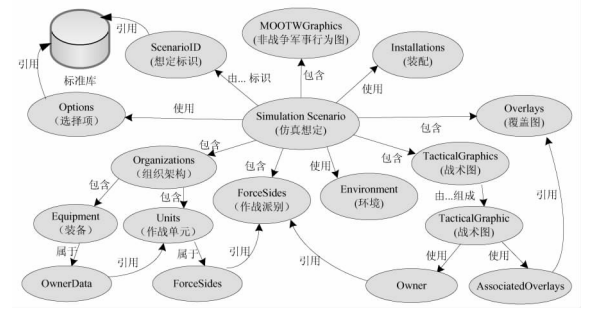 MOOTWGraphics
(非战争军事行为图)
引用
ScenarioID
(想定标识)
Installations
(装配)
引用
标准库
由... 标识
包含
使用
Options
(选择项)
使用
Simulation Scenario
(仿真想定)
包含
Overlays
(覆盖图)
包含
包含
使用
包含
Organizations
(组织架构)
TacticalGraphics
(战术图)
包含
包含
ForceSides
(作战派别)
Environment
(环境)
由...组成
引用
Equipment
(装备)
Units
(作战单元)
TacticalGraphic
(战术图)
属于
引用
属于
引用
引用
使用
使用
OwnerData
ForceSides
Owner
AssociatedOverlays